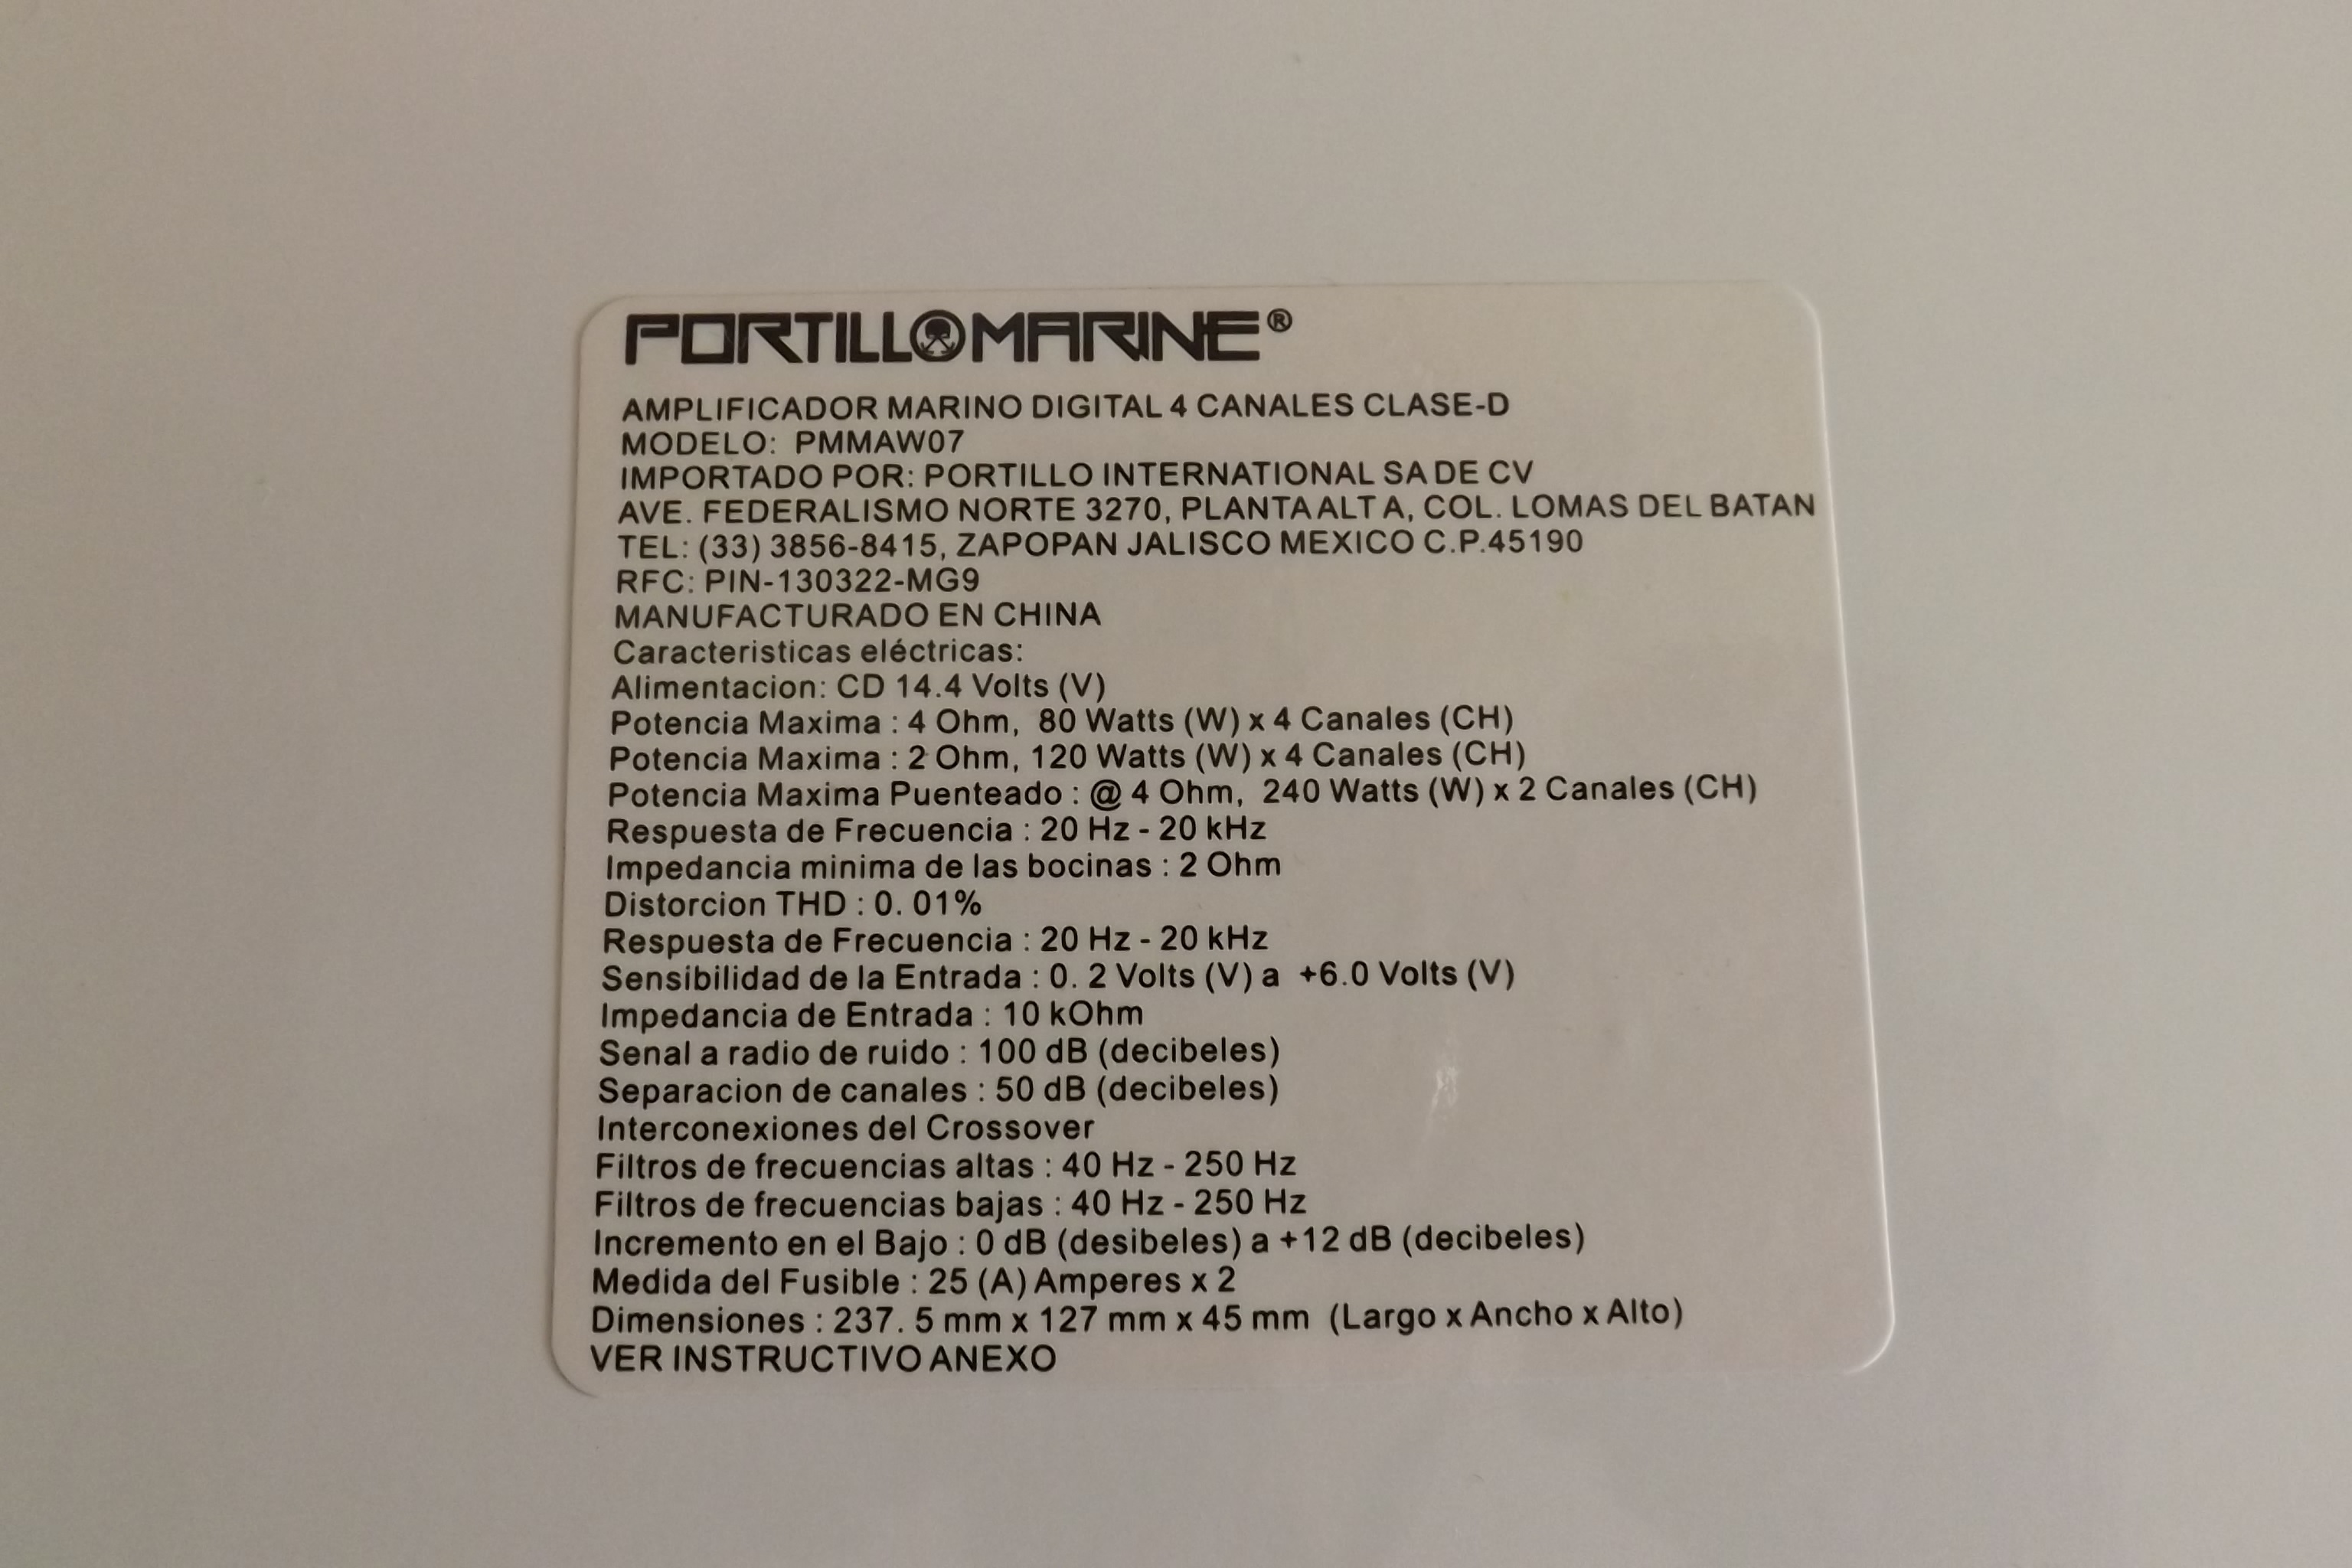 PORTILLOMARINE®
AMPLIFICADOR MARINO DIGITAL 4 CANALES CLASE-D
MODELO: PMMAW07
IMPORTADO POR: PORTILLO INTERNATIONAL SA DE CV
AVE. FEDERALISMO NORTE 3270, PLANTA ALT A, COL. LOMAS DEL BATAN
TEL: (33) 3856-8415, ZAPOPAN JALISCO MEXICO C.P.45190
RFC: PIN-130322-MG9
MANUFACTURADO EN CHINA
Caracteristicas eléctricas:
Alimentacion: CD 14.4 Volts (V)
Potencia Maxima : 4 Ohm, 80 Watts (W) x 4 Canales (CH)
Potencia Maxima : 2 Ohm, 120 Watts (W) x 4 Canales (CH)
Potencia Maxima Puenteado : @ 4 Ohm, 240 Watts (W) x 2 Canales (CH)
Respuesta de Frecuencia : 20 Hz - 20 kHz
Impedancia minima de las bocinas : 2 Ohm
Distorcion THD : 0. 01%
Respuesta de Frecuencia : 20 Hz - 20 kHz
Sensibilidad de la Entrada : 0. 2 Volts (V) a +6.0 Volts (V)
Impedancia de Entrada : 10 kOhm
Senal a radio de ruido : 100 dB (decibeles)
Separacion de canales : 50 dB (decibeles)
Interconexiones del Crossover
Filtros de frecuencias altas : 40 Hz - 250 Hz
Filtros de frecuencias bajas : 40 Hz - 250 Hz
Incremento en el Bajo : 0 dB (desibeles) a +12 dB (decibeles)
Medida del Fusible : 25 (A) Amperes x 2
Dimensiones : 237. 5 mm x 127 mm x 45 mm (Largo x Ancho x Alto)
VER INSTRUCTIVO ANEXO